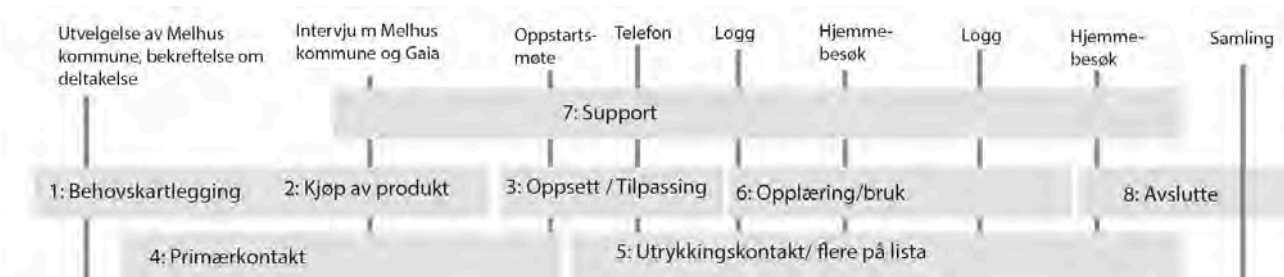 Utvelgelse av Melhus
kommune, bekreftelse om
deltakelse
Intervju m Melhus
kommune og Gaia
Oppstarts-
møte
Telefon
Logg
Hjemme-
besøk
Logg
Hjemme-
besøk
Samling
7: Support
1: Behovskartlegging
2: Kjøp av produkt
3: Oppsett / Tilpassing
6: Opplæring/bruk
8: Avslutte
4: Primærkontakt
5: Utrykkingskontakt/ flere på lista